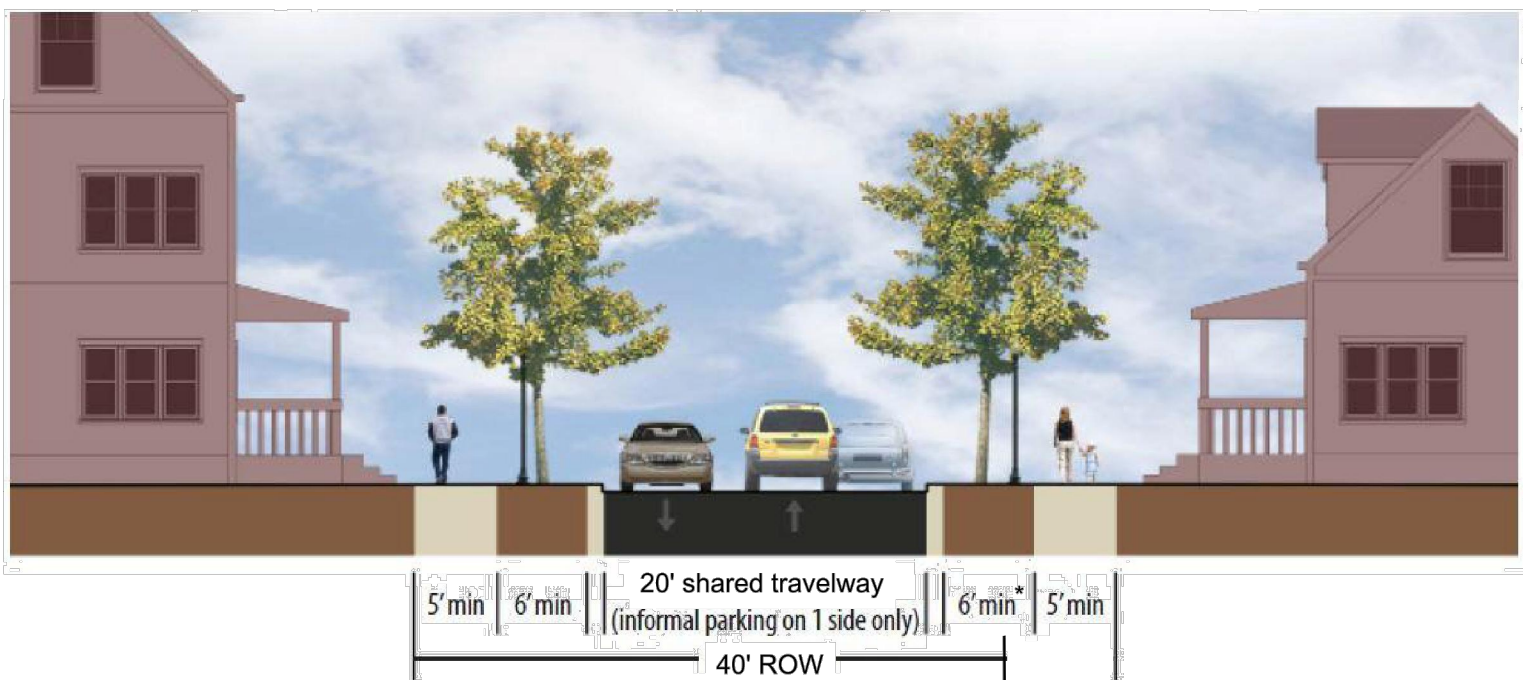 5' min
6' min
20' shared travelway
(informal parking on 1 side only)
6' min*
5' min
40' ROW